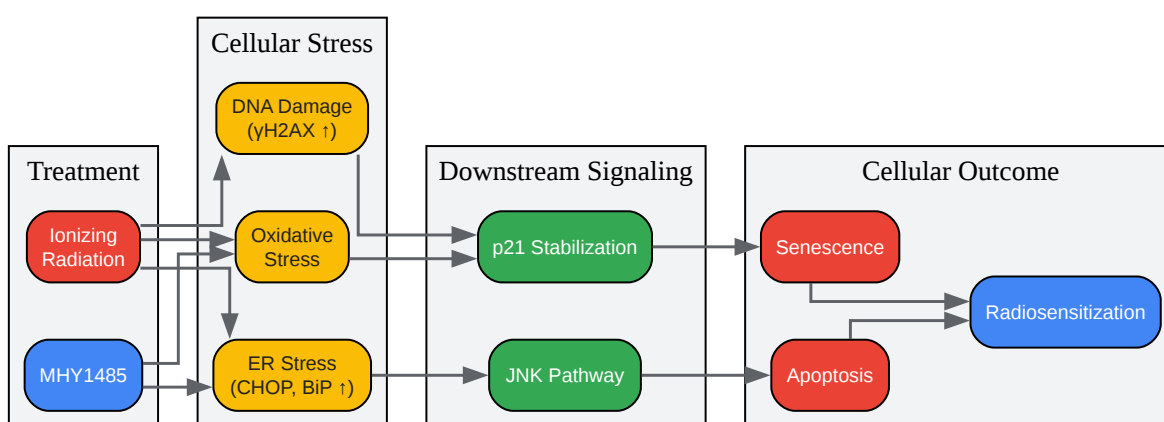 Treatment
Ionizing
Radiation
MHY1485
Cellular Stress
DNA Damage
(γH2AX ↑)
Oxidative
Stress
ER Stress
(CHOP, BiP ↑)
Downstream Signaling
p21 Stabilization
JNK Pathway
Cellular Outcome
Senescence
Apoptosis
Radiosensitization